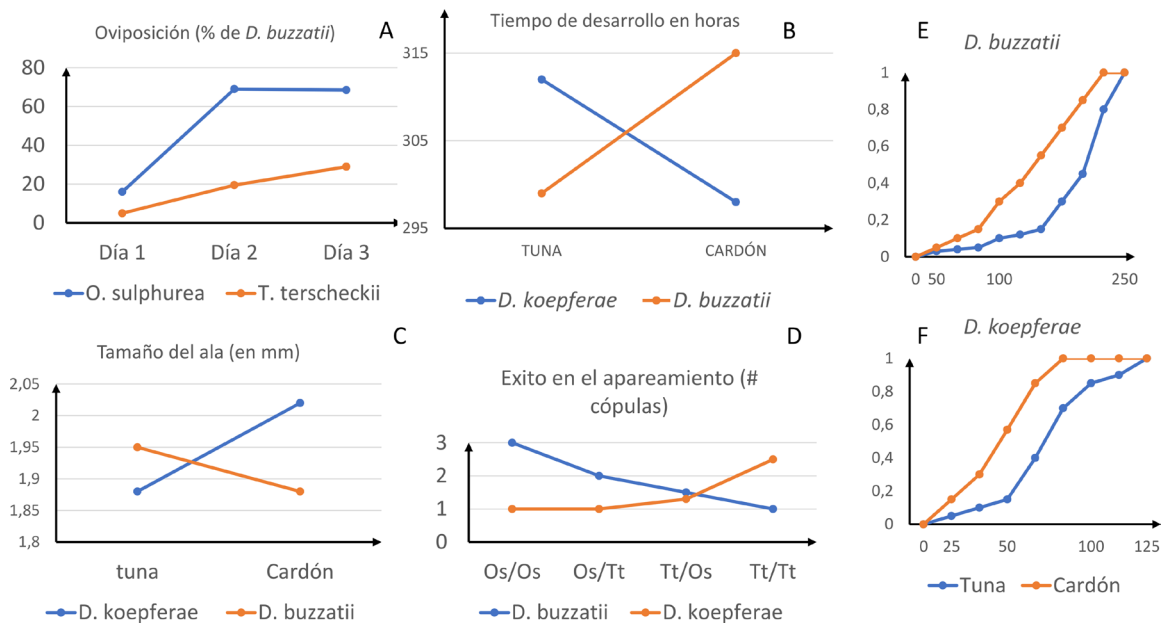 Oviposición (% de D. buzzatii)
A
80
60
40
20
0
Día 1 Día 2 Día 3
O. sulphurea T. terscheckii
Tiempo de desarrollo en horas
B
315
305
295
TUNA CARDÓN
D. koepferae D. buzzatii
E
D. buzzatii
1
0,8
0,6
0,4
0,2
0
0 50 100 250
Tamaño del ala (en mm)
C
2,05
2
1,95
1,9
1,85
1,8
tuna Cardón
D. koepferae D. buzzatii
D
Exito en el apareamiento (#
cópulas)
3
2
1
0
Os/Os Os/Tt Tt/Os Tt/Tt
D. buzzatii D. koepferae
F
D. koepferae
1
0,8
0,6
0,4
0,2
0
0 25 50 100 125
Tuna Cardón